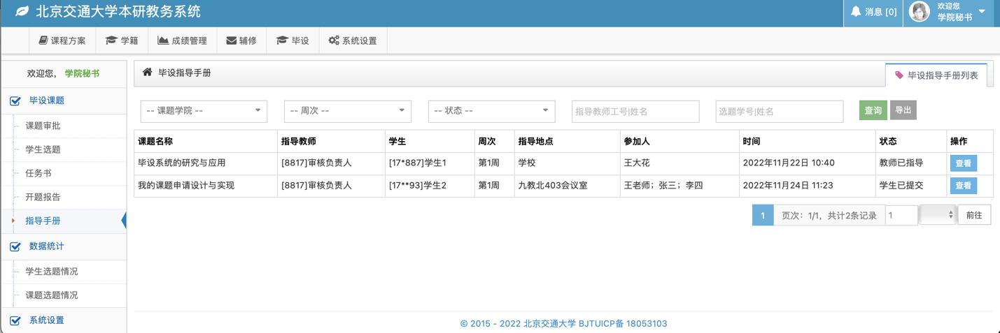 北京交通大学本研教务系统
消息 [0]
欢迎您
学院秘书
课程方案 学籍 成绩管理 辅修 毕设 系统设置
欢迎您， 学院秘书
毕设课题
课题审批
学生选题
任务书
开题报告
指导手册
数据统计
学生选题情况
课题选题情况
系统设置
毕设指导手册
毕设指导手册列表
-- 课题学院 -- -- 周次 -- -- 状态 -- 指导教师工号|姓名 选题学号|姓名 查询 导出
课题名称 指导教师 学生 周次 指导地点 参加人 时间 状态 操作
毕设系统的研究与应用 [8817]审核负责人 [17*887]学生1 第1周 学校 王大花 2022年11月22日 10:40 教师已指导 查看
我的课题申请设计与实现 [8817]审核负责人 [17**93]学生2 第1周 九教北403会议室 王老师；张三；李四 2022年11月24日 11:23 学生已提交 查看
1 页次：1/1，共计2条记录 1 前往
© 2015 - 2022 北京交通大学 BJTUICP备 18053103